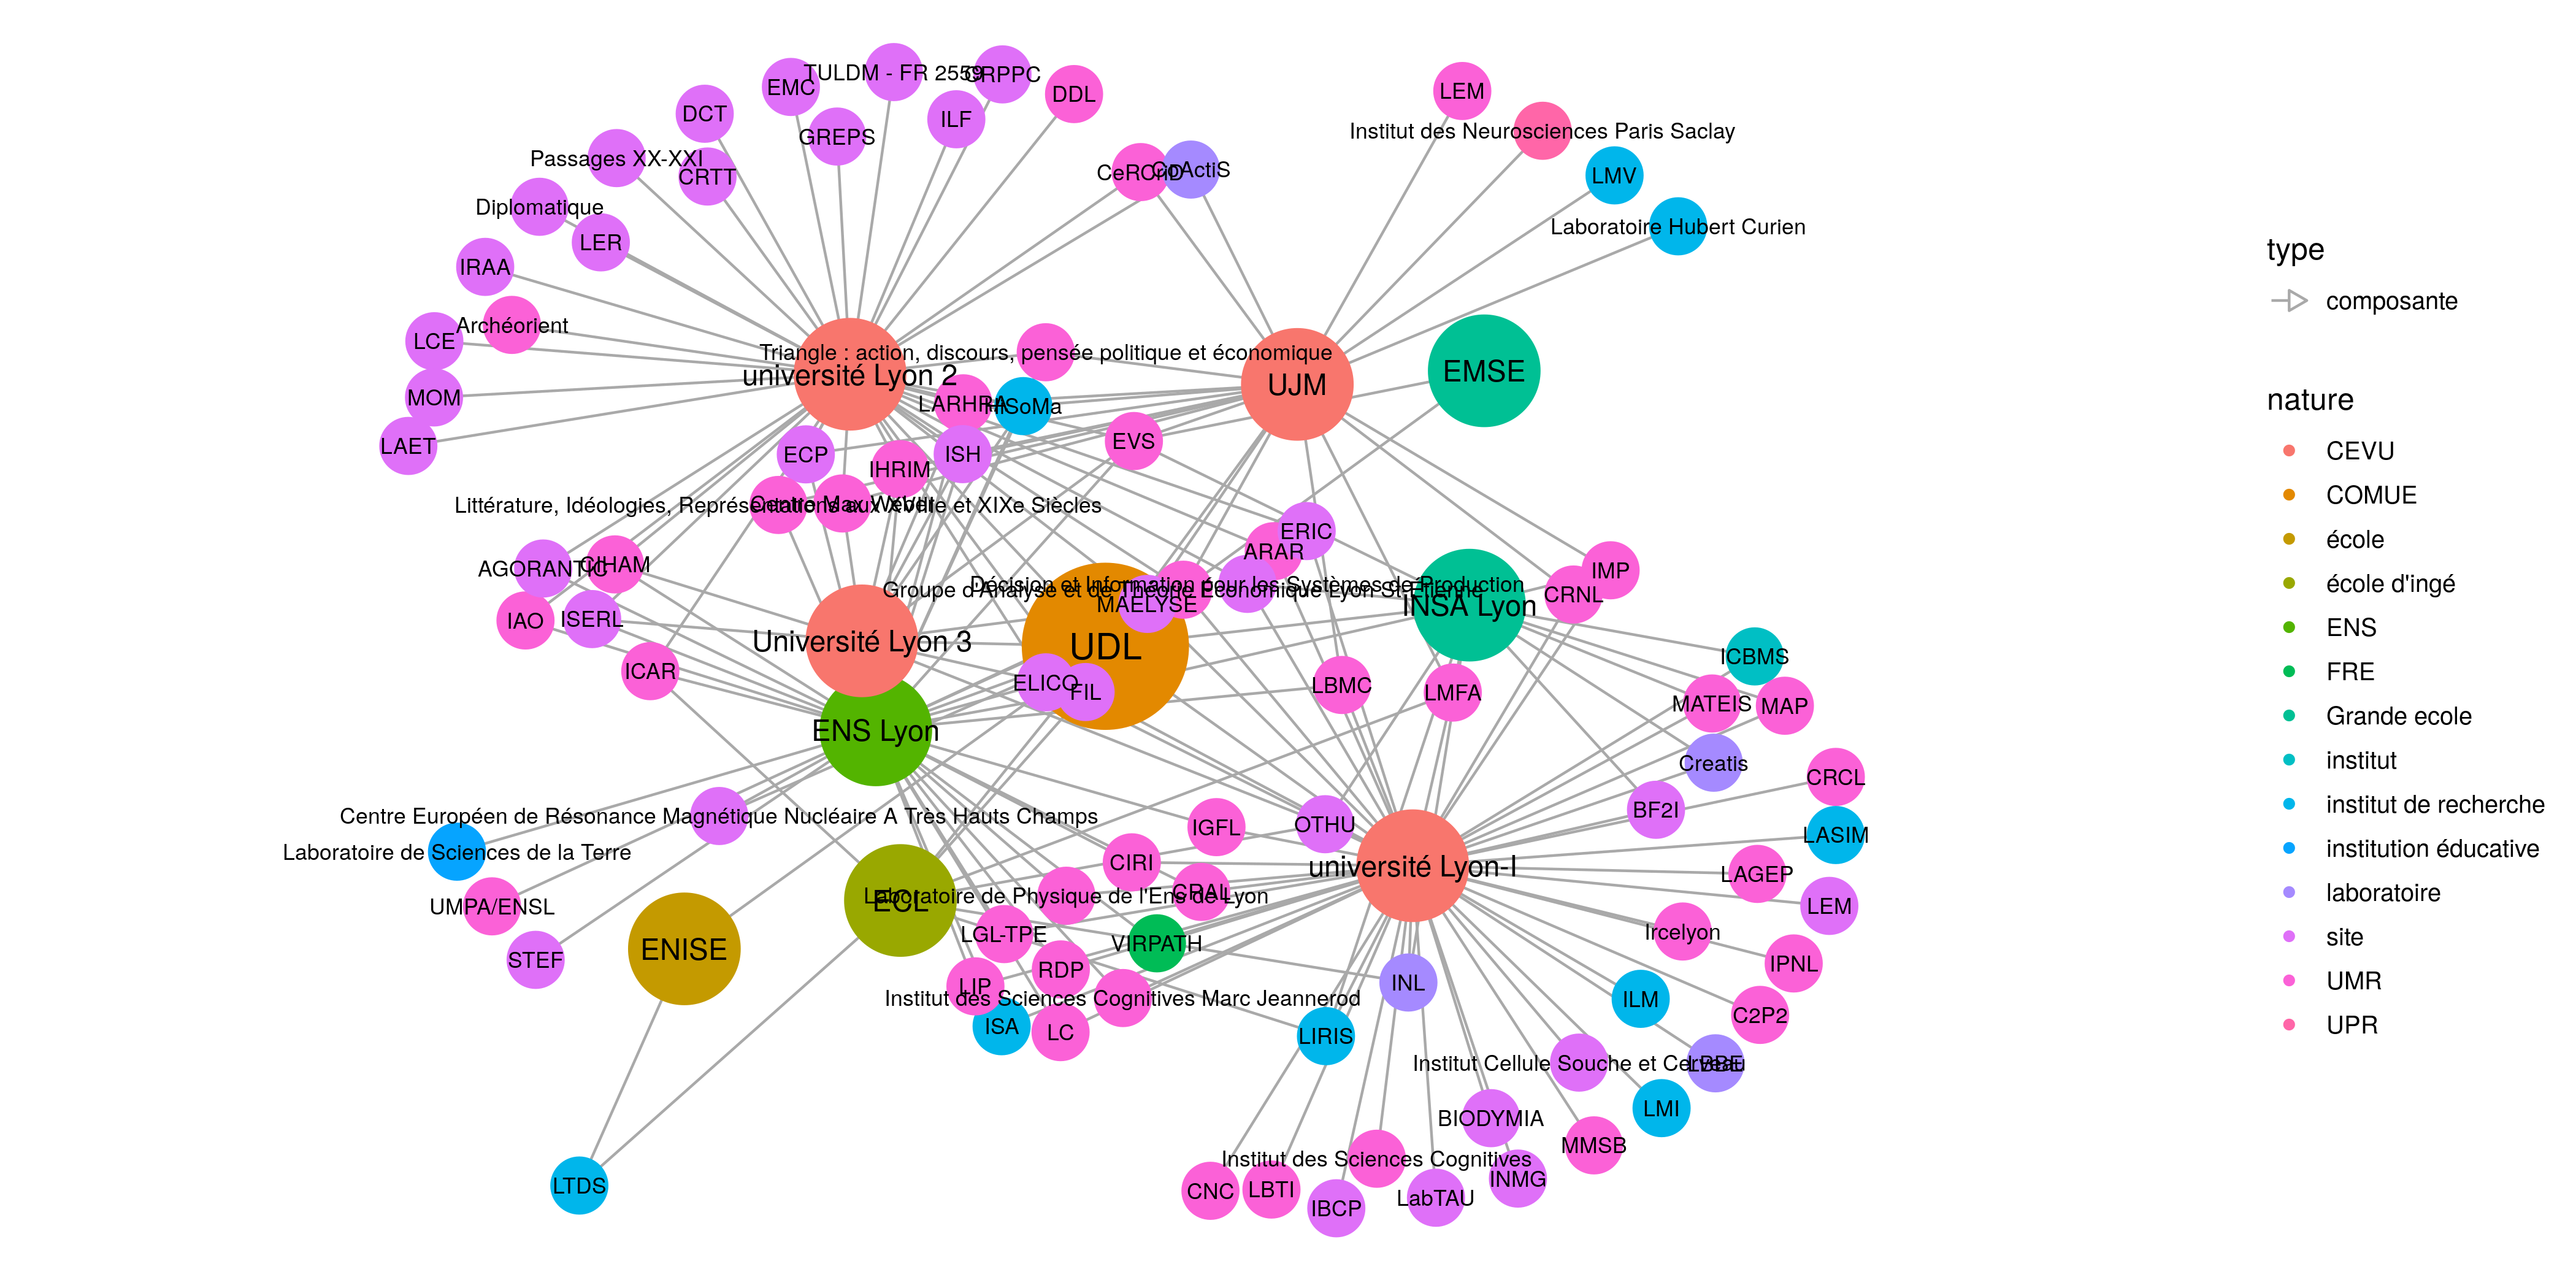 TULDM - FR 2559
CRPPC
EMC
DDL
LEM
DCT
ILF
GREPS
Institut des Neurosciences Paris Saclay
Passages XX-XXI
CRTT
CeRCriD
CoActiS
LMV
Diplomatique
LER
Laboratoire Hubert Curien
IRAA
Archéorient
LCE
Triangle : action, discours, pensée politique et économique
université Lyon 2
UJM
EMSE
MOM
LARHRA
HiSoMa
LAET
EVS
ECP
ISH
IHRIM
Littérature, Idéologies, Représentations aux XVIIIe et XIXe Siècles
Centre Max Weber
ERIC
ARAR
AGORANTIC
CIHAM
IMP
Décision et Information pour les Systèmes de Production
Groupe d'Analyse et de Théorie Économique Lyon St-Étienne
CRNL
MAELYSE
INSA Lyon
IAO
ISERL
Université Lyon 3
UDL
ICBMS
ICAR
ELICO
FIL
LBMC
LMFA
MATEIS
MAP
ENS Lyon
Creatis
CRCL
BF2I
Centre Européen de Résonance Magnétique Nucléaire A Très Hauts Champs
IGFL
OTHU
LASIM
Laboratoire de Sciences de la Terre
CIRI
université Lyon-I
LAGEP
CRAL
Laboratoire de Physique de l'Ens de Lyon
ECL
UMPA/ENSL
LEM
LGL-TPE
VIRPATH
Ircelyon
ENISE
STEF
RDP
IPNL
LIP
INL
Institut des Sciences Cognitives Marc Jeannerod
ILM
C2P2
ISA
LC
LIRIS
Institut Cellule Souche et Cerveau
LBBE
LMI
BIODYMIA
MMSB
Institut des Sciences Cognitives
LTDS
CNC
LBTI
INMG
LabTAU
IBCP
type
composante
nature
CEVU
COMUE
école
école d'ingé
ENS
FRE
Grande ecole
institut
institut de recherche
institution éducative
laboratoire
site
UMR
UPR